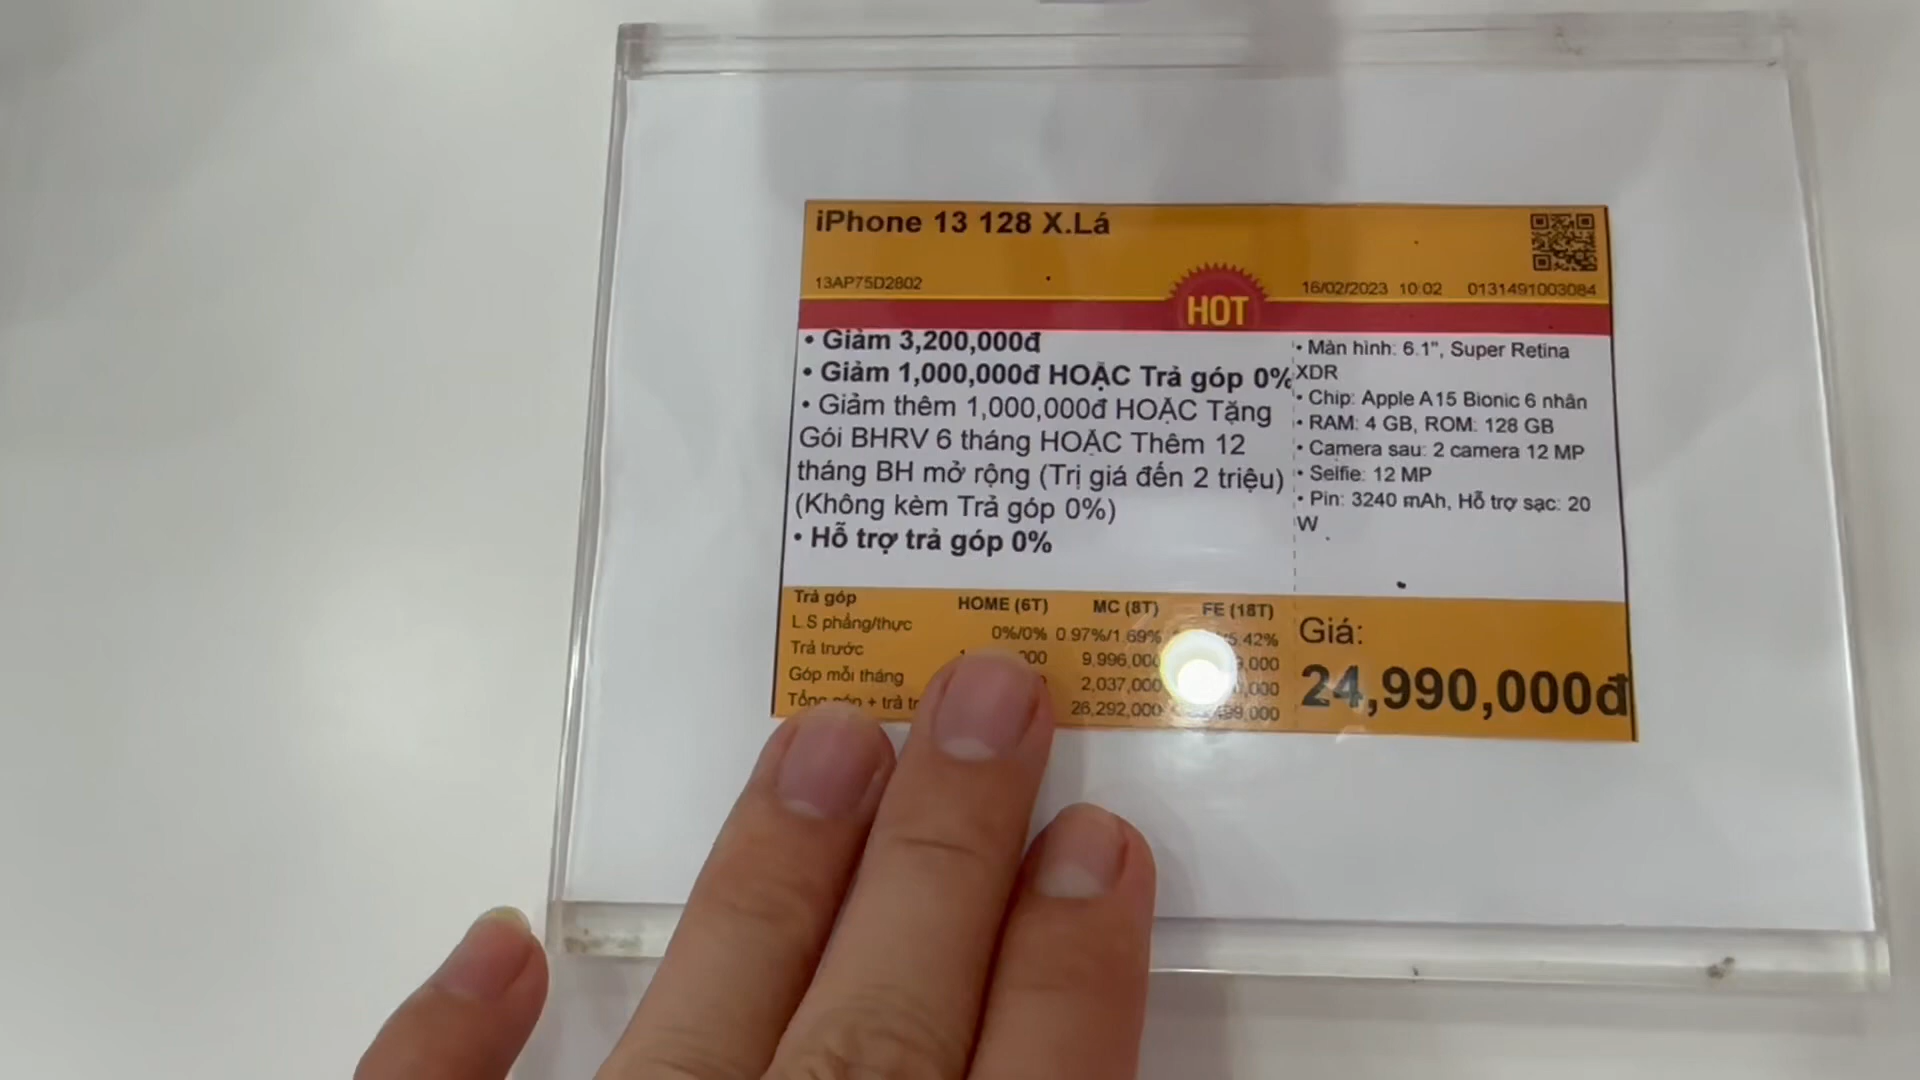 iPhone 13 128 X.Lá
13AP75D2802
16/02/2023 10:02 0131491003084
HOT
• Giảm 3,200,000đ
• Giảm 1,000,000đ HOẶC Trả góp 0%
• Giảm thêm 1,000,000đ HOẶC Tặng
Gói BHRV 6 tháng HOẶC Thêm 12
tháng BH mở rộng (Trị giá đến 2 triệu)
(Không kèm Trả góp 0%)
• Hỗ trợ trả góp 0%
• Màn hình: 6.1", Super Retina
XDR
• Chip: Apple A15 Bionic 6 nhân
• RAM: 4 GB, ROM: 128 GB
• Camera sau: 2 camera 12 MP
• Selfie: 12 MP
• Pin: 3240 mAh, Hỗ trợ sạc: 20
W
Trả góp HOME (6T) MC (8T) FE (18T)
L.S phẳng/thực 0%/0% 0.97%/1.69%
Trả trước 9,996,000
Góp mỗi tháng 2,037,000
+ trả 26,292,000
Giá:
24,990,000đ